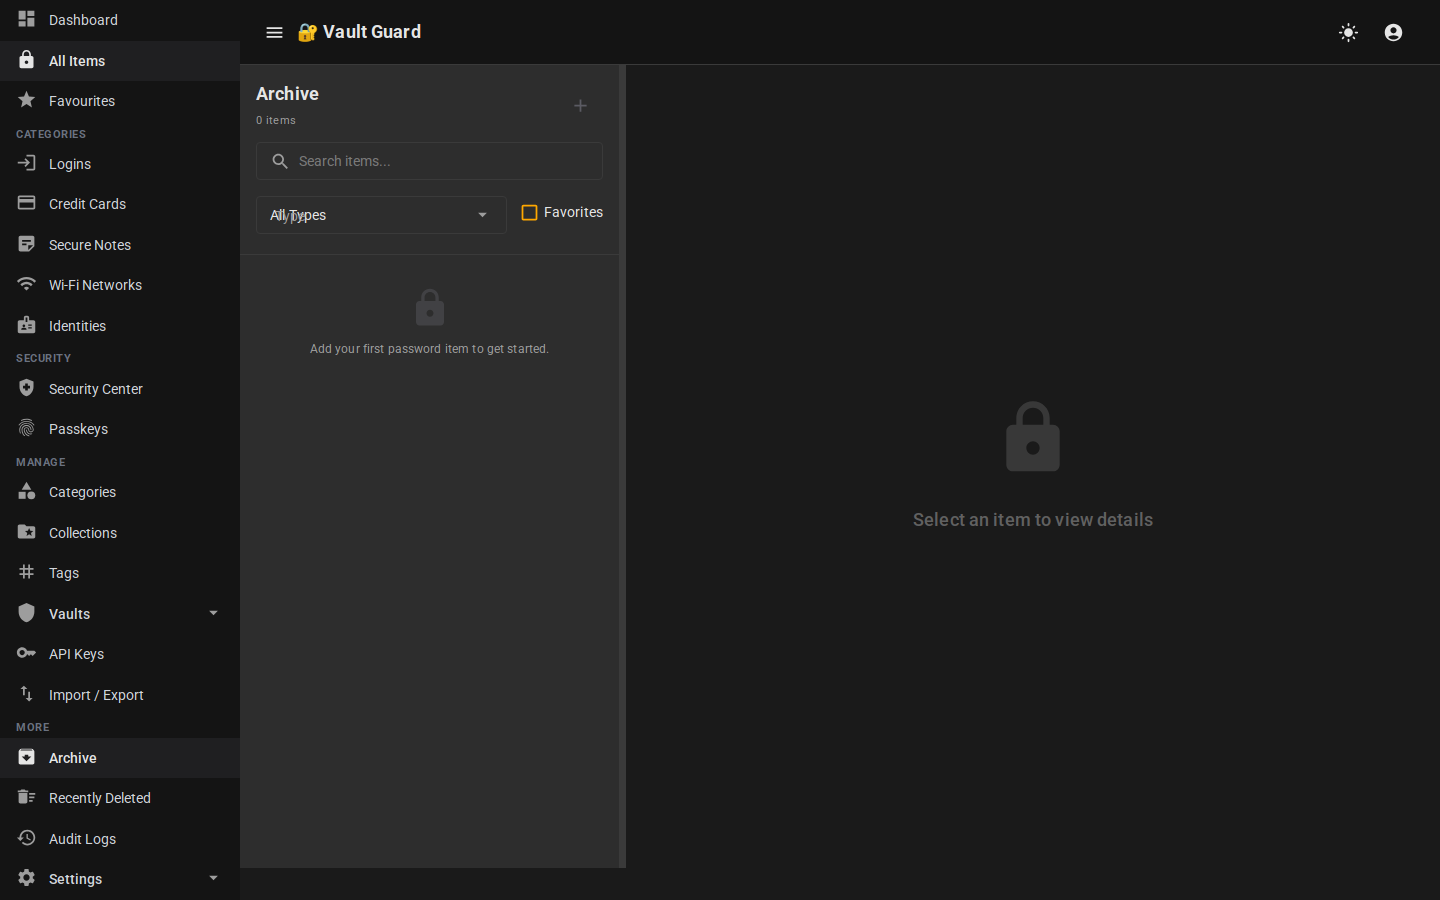 Dashboard
All Items
Favourites
CATEGORIES
Logins
Credit Cards
Secure Notes
Wi-Fi Networks
Identities
SECURITY
Security Center
Passkeys
MANAGE
Categories
Collections
Tags
Vaults
API Keys
Import / Export
MORE
Archive
Recently Deleted
Audit Logs
Settings
Vault Guard
Archive
0 items
Search items...
All Types
Type
Favorites
Add your first password item to get started.
Select an item to view details